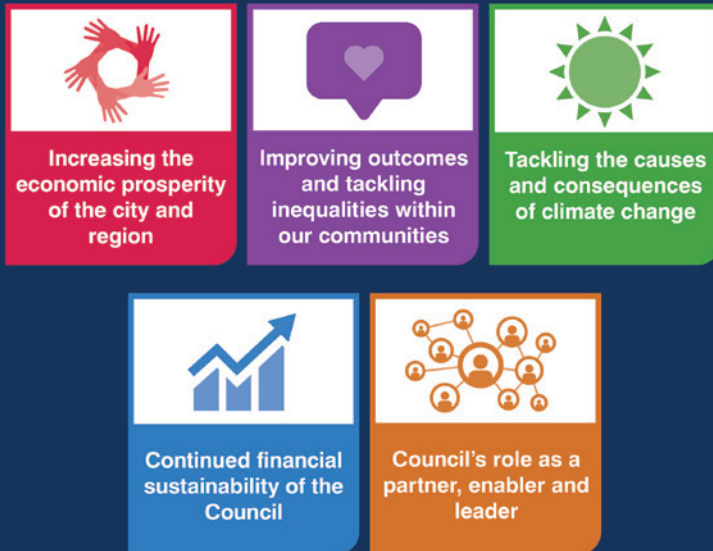 Increasing the
economic prosperity
of the city and
region
Improving outcomes
and tackling
inequalities within
our communities
Tackling the causes
and consequences
of climate change
Continued financial
sustainability of the
Council
Council's role as a
partner, enabler and
leader